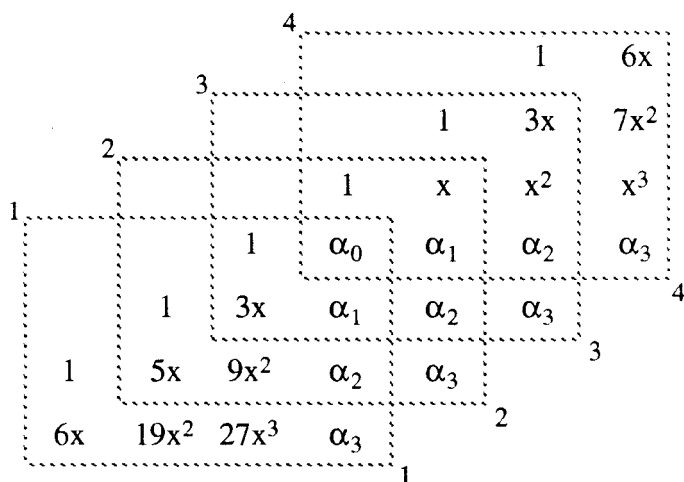 4
1 6x
3
1 3x 7x²
2
1 x x² x³
1
1 α₀ α₁ α₂ α₃
4
1 3x α₁ α₂ α₃
3
1 5x 9x² α₂ α₃
2
6x 19x² 27x³ α₃
1